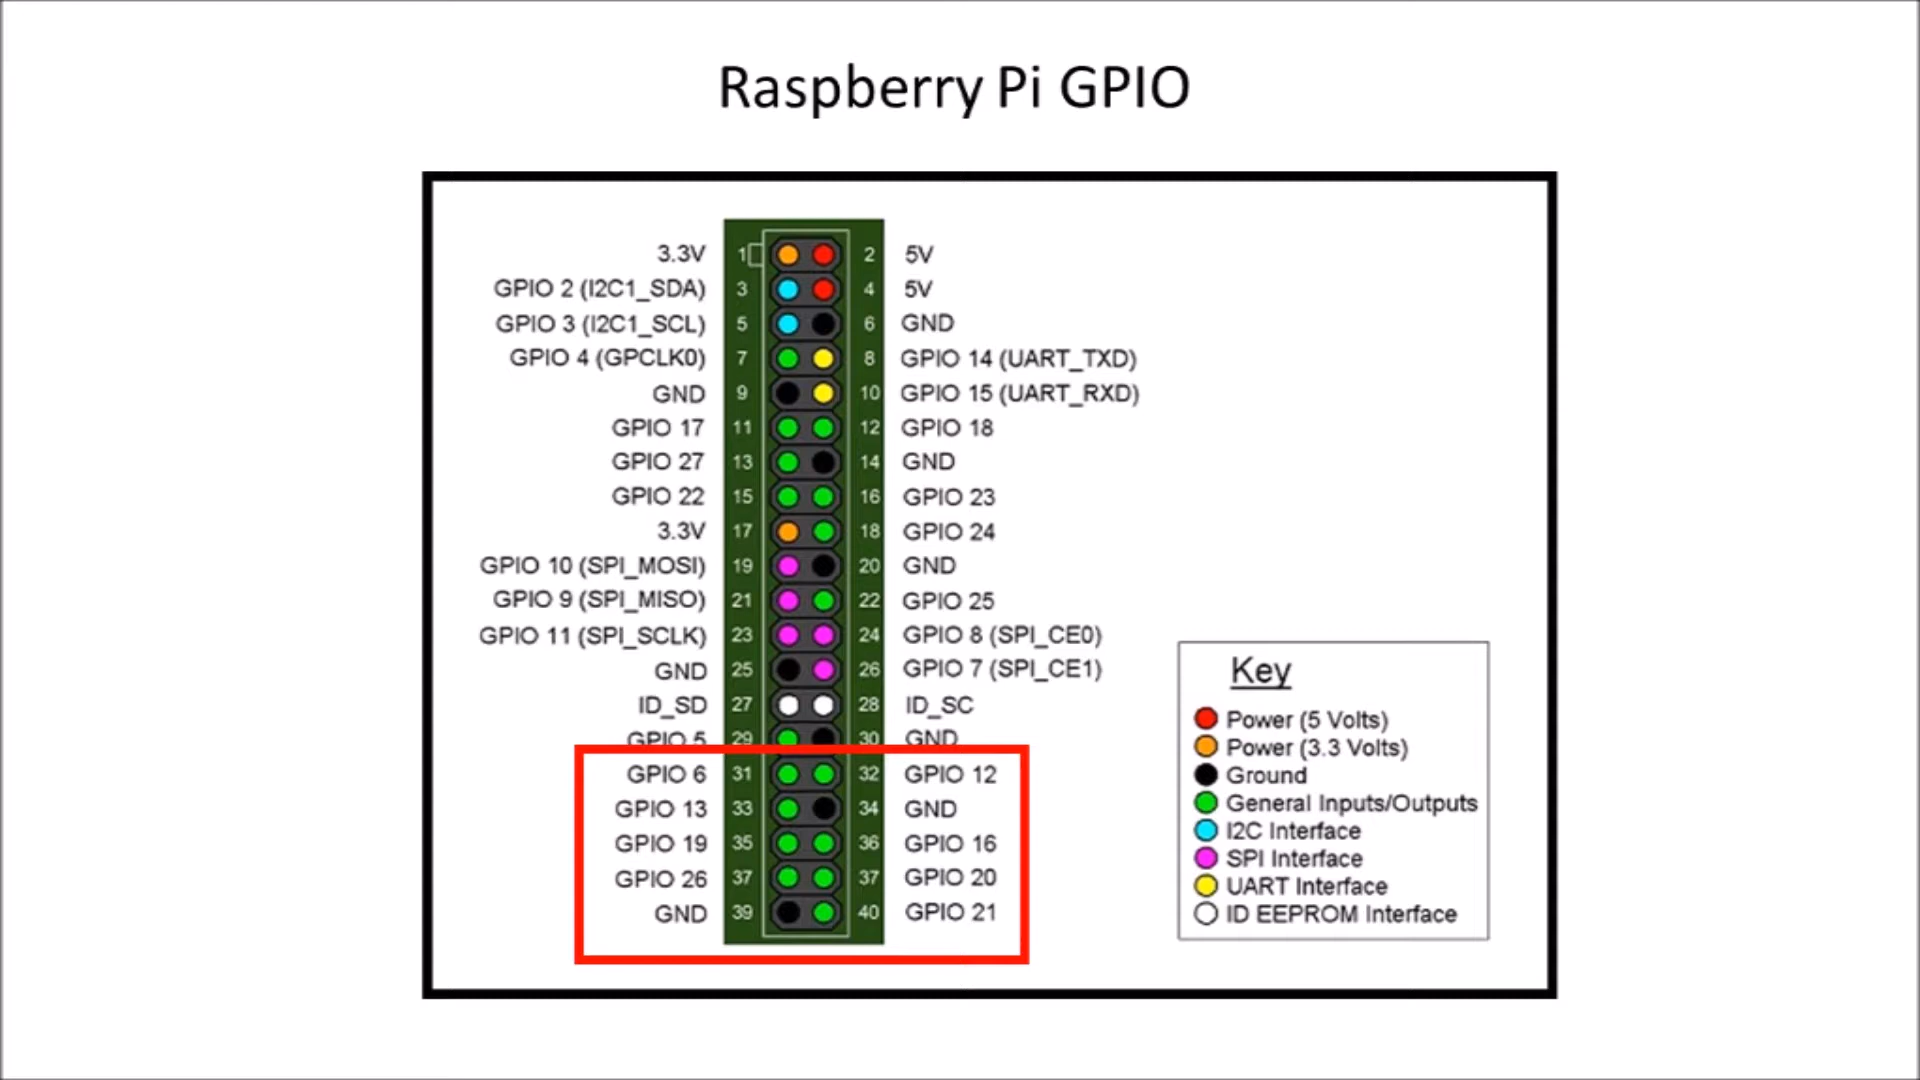 Raspberry Pi GPIO
3.3V 1 2 5V
GPIO 2 (I2C1_SDA) 3 4 5V
GPIO 3 (I2C1_SCL) 5 6 GND
GPIO 4 (GPCLK0) 7 8 GPIO 14 (UART_TXD)
GND 9 10 GPIO 15 (UART_RXD)
GPIO 17 11 12 GPIO 18
GPIO 27 13 14 GND
GPIO 22 15 16 GPIO 23
3.3V 17 18 GPIO 24
GPIO 10 (SPI_MOSI) 19 20 GND
GPIO 9 (SPI_MISO) 21 22 GPIO 25
GPIO 11 (SPI_SCLK) 23 24 GPIO 8 (SPI_CE0)
GND 25 26 GPIO 7 (SPI_CE1)
ID_SD 27 28 ID_SC
GPIO 5 29 30 GND
GPIO 6 31 32 GPIO 12
GPIO 13 33 34 GND
GPIO 19 35 36 GPIO 16
GPIO 26 37 37 GPIO 20
GND 39 40 GPIO 21
Key
Power (5 Volts)
Power (3.3 Volts)
Ground
General Inputs/Outputs
I2C Interface
SPI Interface
UART Interface
ID EEPROM Interface